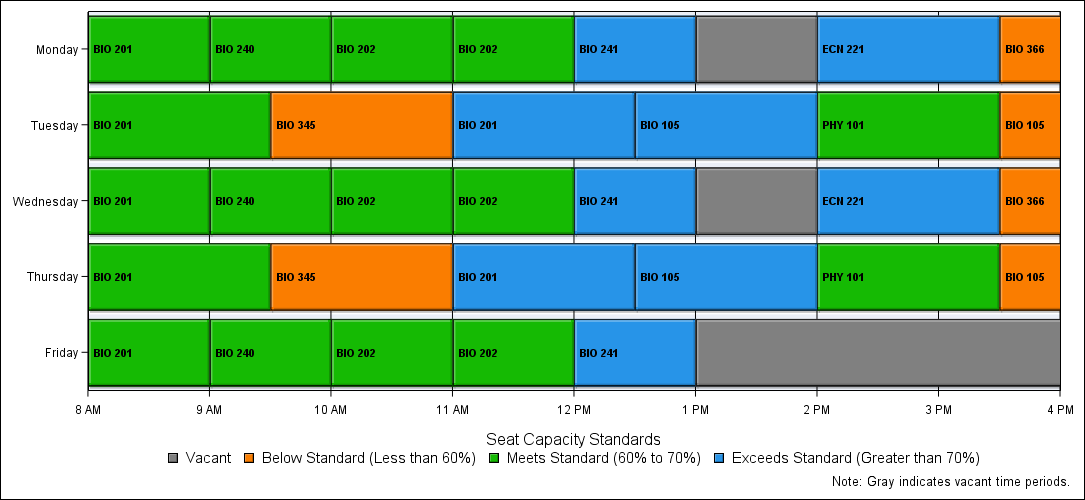 Monday BIO 201 BIO 240 BIO 202 BIO 202 BIO 241 ECN 221 BIO 366
Tuesday BIO 201 BIO 345 BIO 201 BIO 105 PHY 101 BIO 105
Wednesday BIO 201 BIO 240 BIO 202 BIO 202 BIO 241 ECN 221 BIO 366
Thursday BIO 201 BIO 345 BIO 201 BIO 105 PHY 101 BIO 105
Friday BIO 201 BIO 240 BIO 202 BIO 202 BIO 241
8 AM 9 AM 10 AM 11 AM 12 PM 1 PM 2 PM 3 PM 4 PM
Seat Capacity Standards
Vacant Below Standard (Less than 60%) Meets Standard (60% to 70%) Exceeds Standard (Greater than 70%)
Note: Gray indicates vacant time periods.